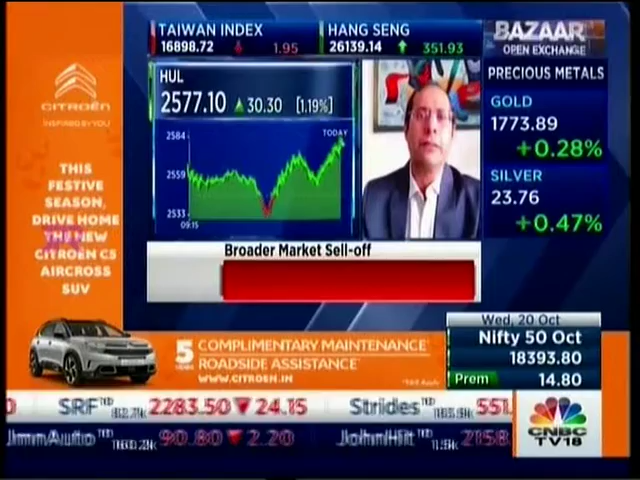 TAIWAN INDEX
16898.72 1.95
HANG SENG
26139.14 351.93
BAZAAR
OPEN EXCHANGE
CITROËN
INSPIRED BY YOU
HUL
2577.10 30.30 [1.19%]
TODAY
2584
2559
2533
09:15
PRECIOUS METALS
GOLD
1773.89
+0.28%
SILVER
23.76
+0.47%
THIS
FESTIVE
SEASON,
DRIVE HOME
THE NEW
CITROËN C5
AIRCROSS
SUV
Broader Market Sell-off
5 COMPLIMENTARY MAINTENANCE*
ROADSIDE ASSISTANCE*
WWW.CITROEN.IN
Wed, 20 Oct
Nifty 50 Oct
18393.80
Prem 14.80
SRF 2283.50 24.15 Strides 551
JmnAuto 90.80 2.20 JohnHit 2158
CNBC
TV18